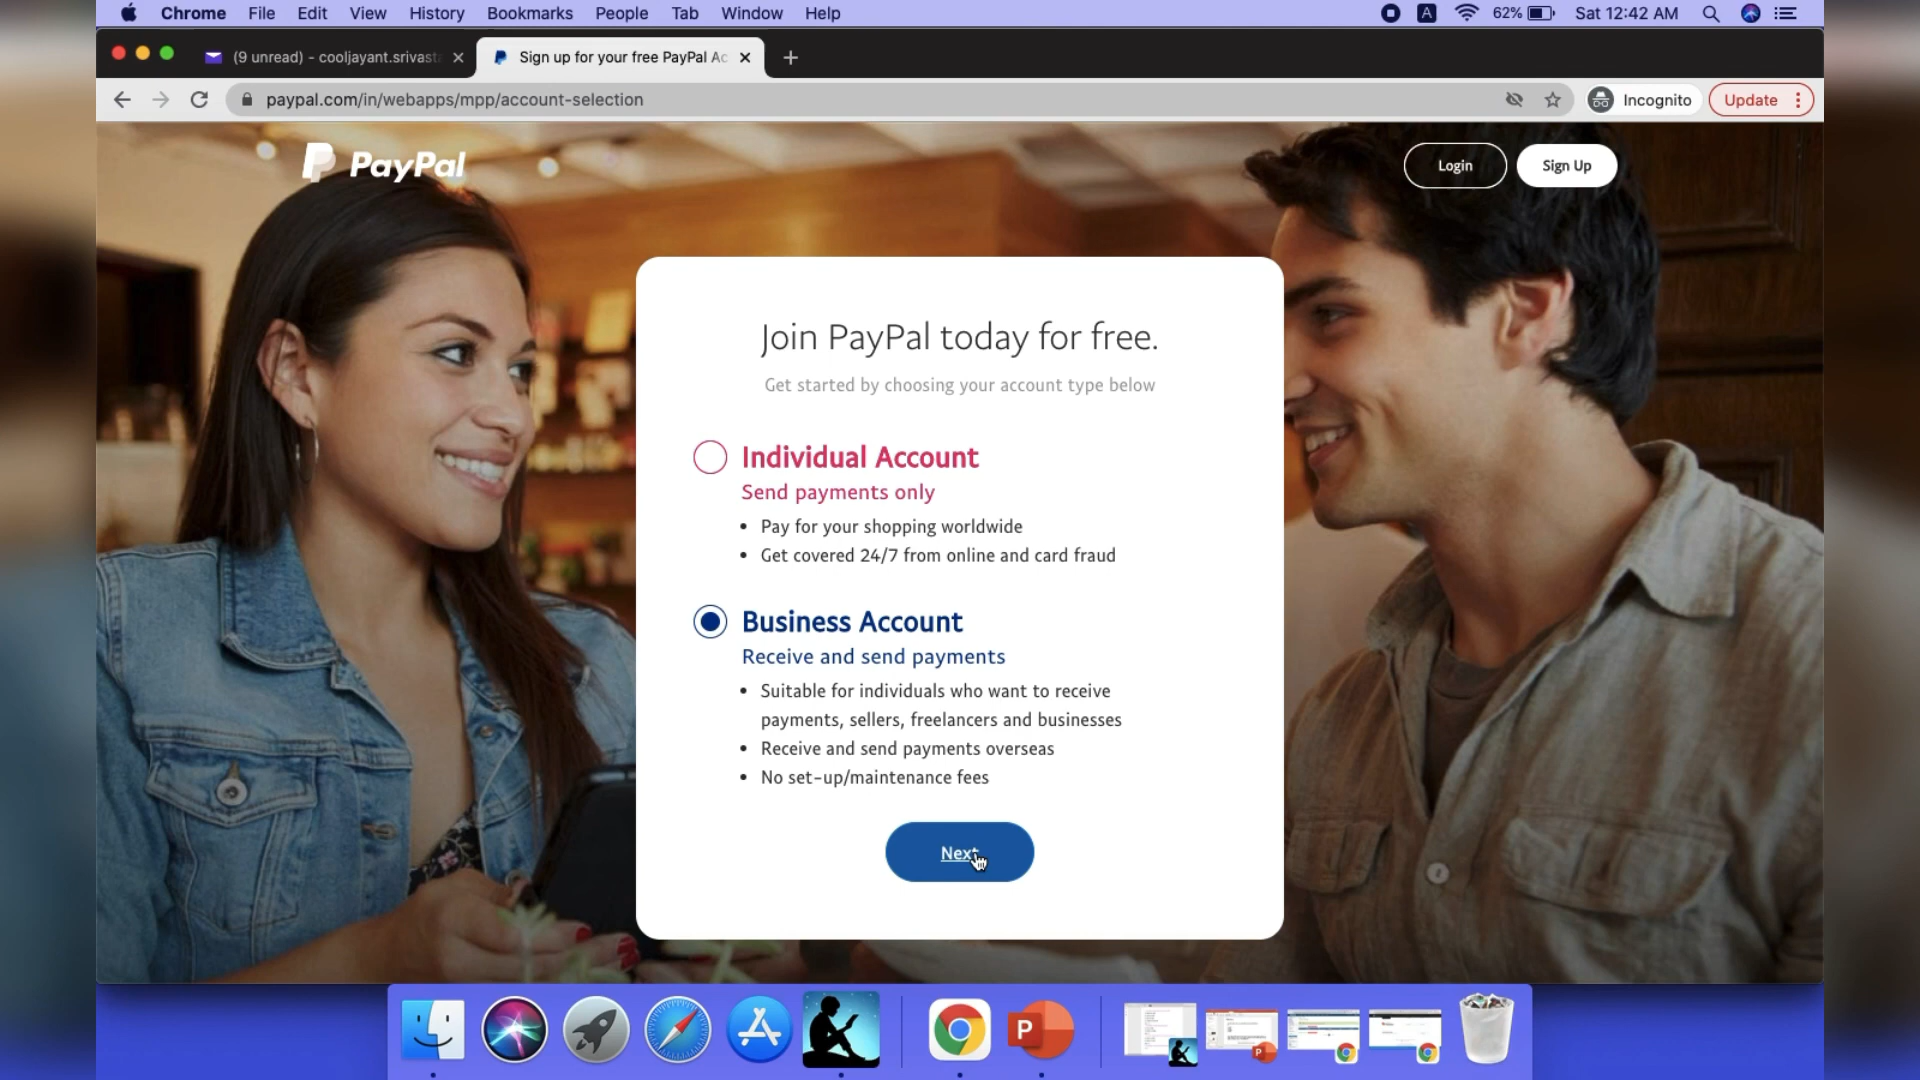 Chrome File Edit View History Bookmarks People Tab Window Help
A 62% Sat 12:42 AM
(9 unread) - cooljayant.srivasta
Sign up for your free PayPal Ac
paypal.com/in/webapps/mpp/account-selection
Incognito
Update
PayPal
Login
Sign Up
Join PayPal today for free.
Get started by choosing your account type below
Individual Account
Send payments only
• Pay for your shopping worldwide
• Get covered 24/7 from online and card fraud
Business Account
Receive and send payments
• Suitable for individuals who want to receive
payments, sellers, freelancers and businesses
• Receive and send payments overseas
• No set-up/maintenance fees
Next
P
P